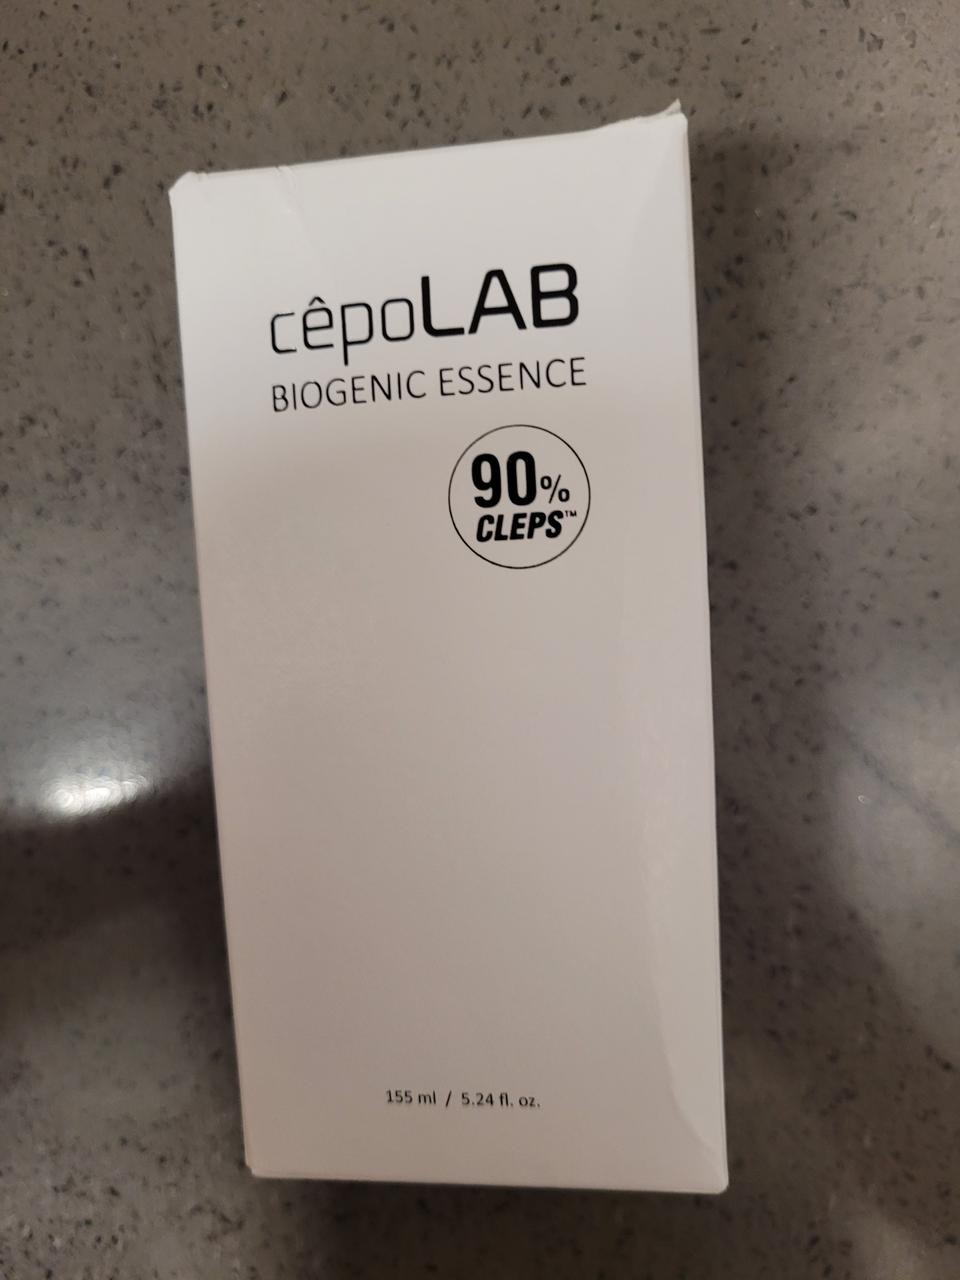 cêpoLAB
BIOGENIC ESSENCE
90%
CLEPS™
155 ml / 5.24 fl. oz.